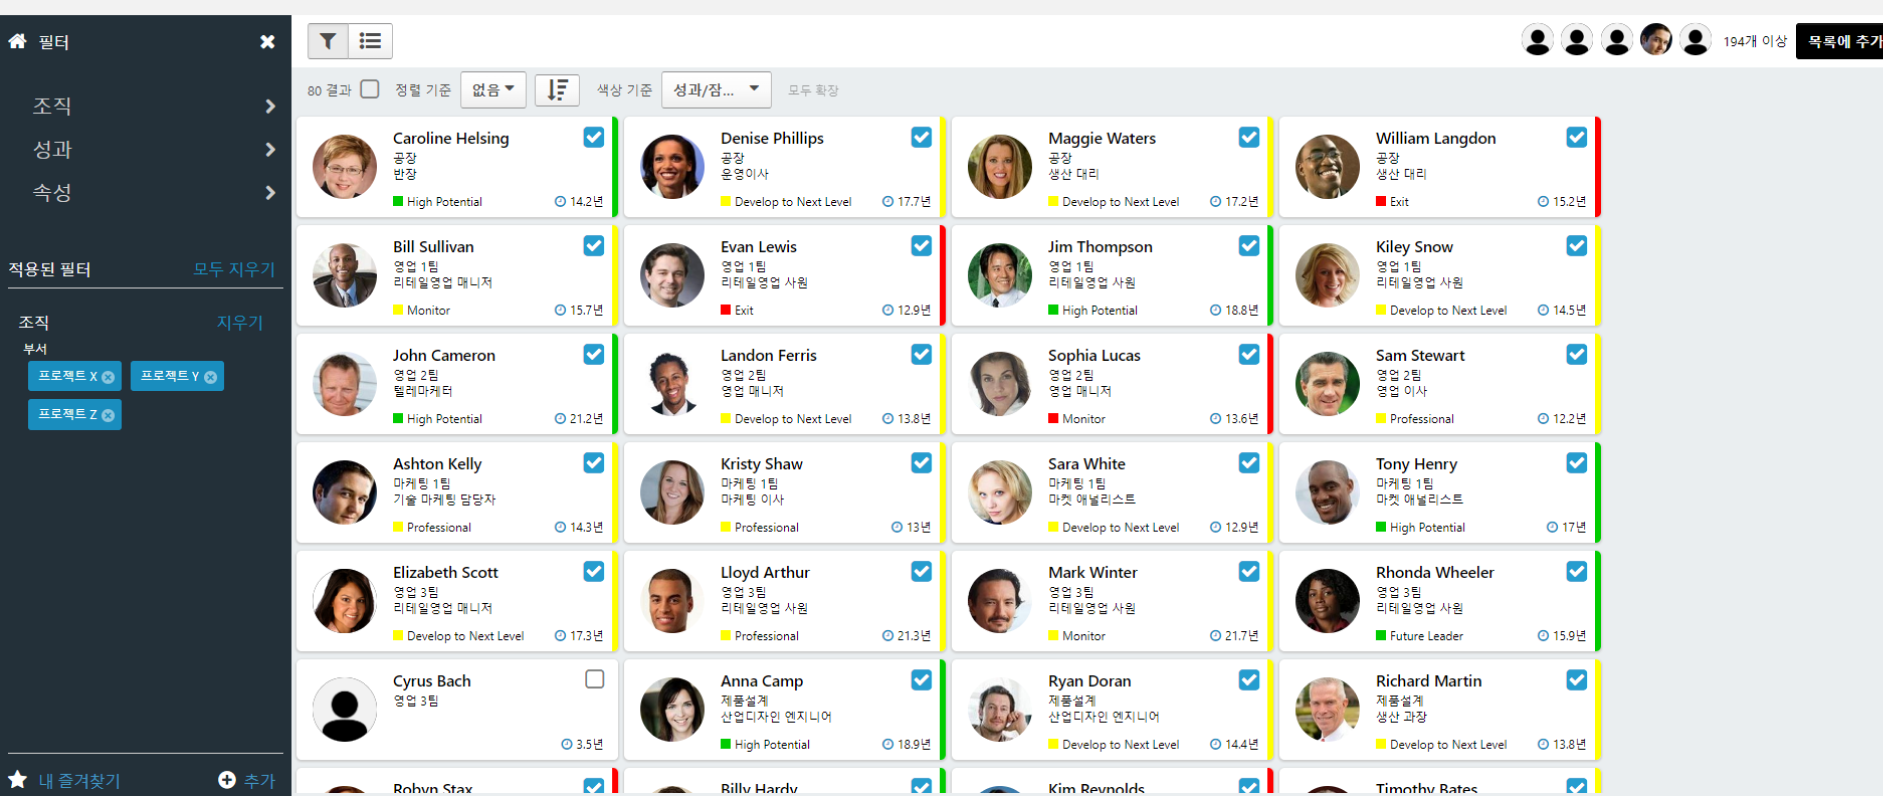 필터
조직
성과
속성
적용된 필터 모두 지우기
조직 지우기
부서
프로젝트 X 프로젝트 Y
프로젝트 Z
내 즐겨찾기 추가
194개 이상 목록에 추가
80 결과 정렬 기준 없음 색상 기준 성과/잠... 모두 확장
Caroline Helsing
공장
반장
High Potential 14.2년
Denise Phillips
공장
운영이사
Develop to Next Level 17.7년
Maggie Waters
공장
생산 대리
Develop to Next Level 17.2년
William Langdon
공장
생산 대리
Exit 15.2년
Bill Sullivan
영업 1팀
리테일영업 매니저
Monitor 15.7년
Evan Lewis
영업 1팀
리테일영업 사원
Exit 12.9년
Jim Thompson
영업 1팀
리테일영업 사원
High Potential 18.8년
Kiley Snow
영업 1팀
리테일영업 사원
Develop to Next Level 14.5년
John Cameron
영업 2팀
텔레마케터
High Potential 21.2년
Landon Ferris
영업 2팀
영업 매니저
Develop to Next Level 13.8년
Sophia Lucas
영업 2팀
영업 매니저
Monitor 13.6년
Sam Stewart
영업 2팀
영업 이사
Professional 12.2년
Ashton Kelly
마케팅 1팀
기술 마케팅 담당자
Professional 14.3년
Kristy Shaw
마케팅 1팀
마케팅 이사
Professional 13년
Sara White
마케팅 1팀
마켓 애널리스트
Develop to Next Level 12.9년
Tony Henry
마케팅 1팀
마켓 애널리스트
High Potential 17년
Elizabeth Scott
영업 3팀
리테일영업 매니저
Develop to Next Level 17.3년
Lloyd Arthur
영업 3팀
리테일영업 사원
Professional 21.3년
Mark Winter
영업 3팀
리테일영업 사원
Monitor 21.7년
Rhonda Wheeler
영업 3팀
리테일영업 사원
Future Leader 15.9년
Cyrus Bach
영업 3팀
3.5년
Anna Camp
제품설계
산업디자인 엔지니어
High Potential 18.9년
Ryan Doran
제품설계
산업디자인 엔지니어
Develop to Next Level 14.4년
Richard Martin
제품설계
생산 과장
Develop to Next Level 13.8년
Robyn Stax
Billy Hardy
Kim Reynolds
Timothy Bates